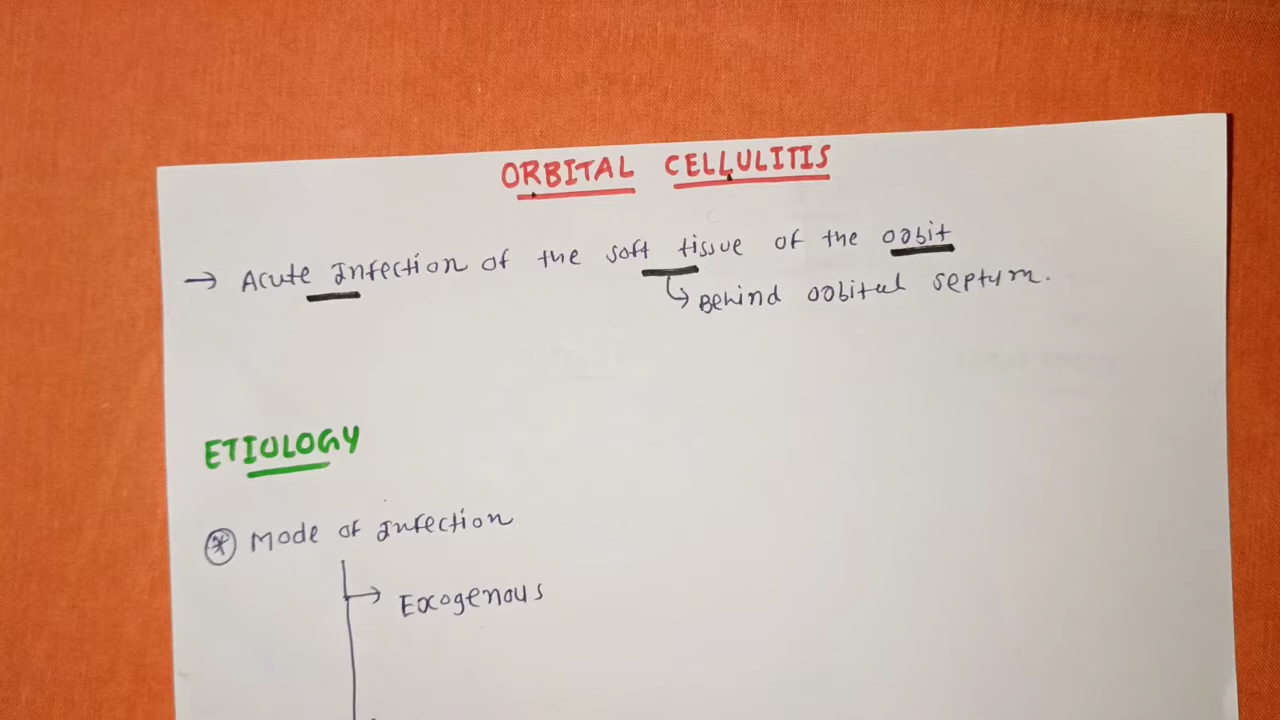 ORBITAL CELLULITIS
→ Acute Infection of the soft tissue of the orbit
↳ Behind orbital septum.
ETIOLOGY
* Mode of Infection
→ Exogenous